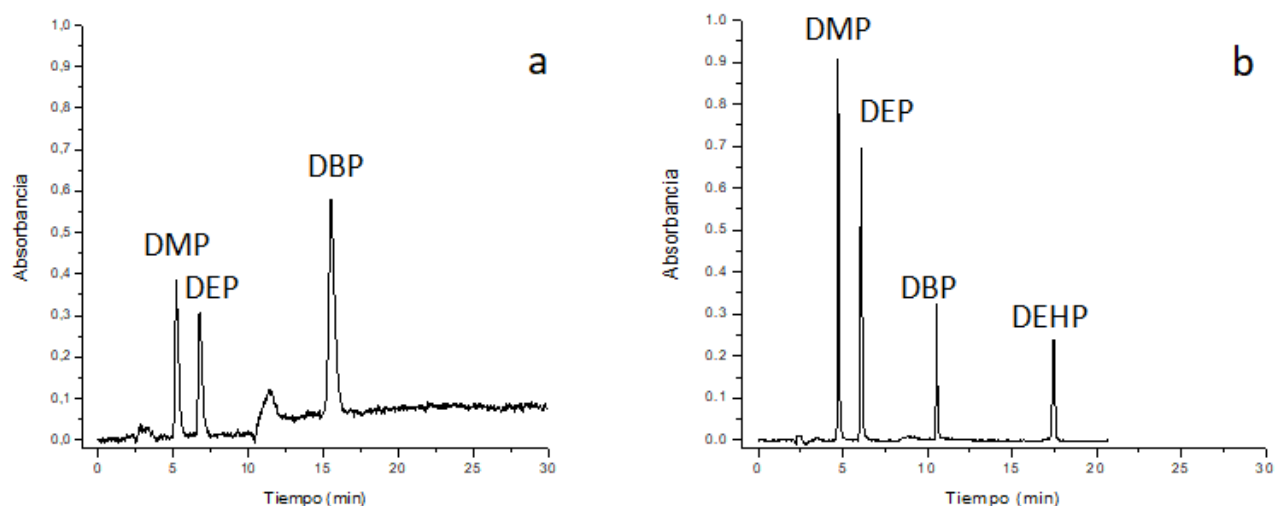 a
DMP
DEP
DBP
Absorbancia
1,0
0,9
0,8
0,7
0,6
0,5
0,4
0,3
0,2
0,1
0,0
0 5 10 15 20 25 30
Tiempo (min)
b
DMP
DEP
DBP
DEHP
Absorbancia
1.0
0.9
0.8
0.7
0.6
0.5
0.4
0.3
0.2
0.1
0.0
0 5 10 15 20 25 30
Tiempo (min)